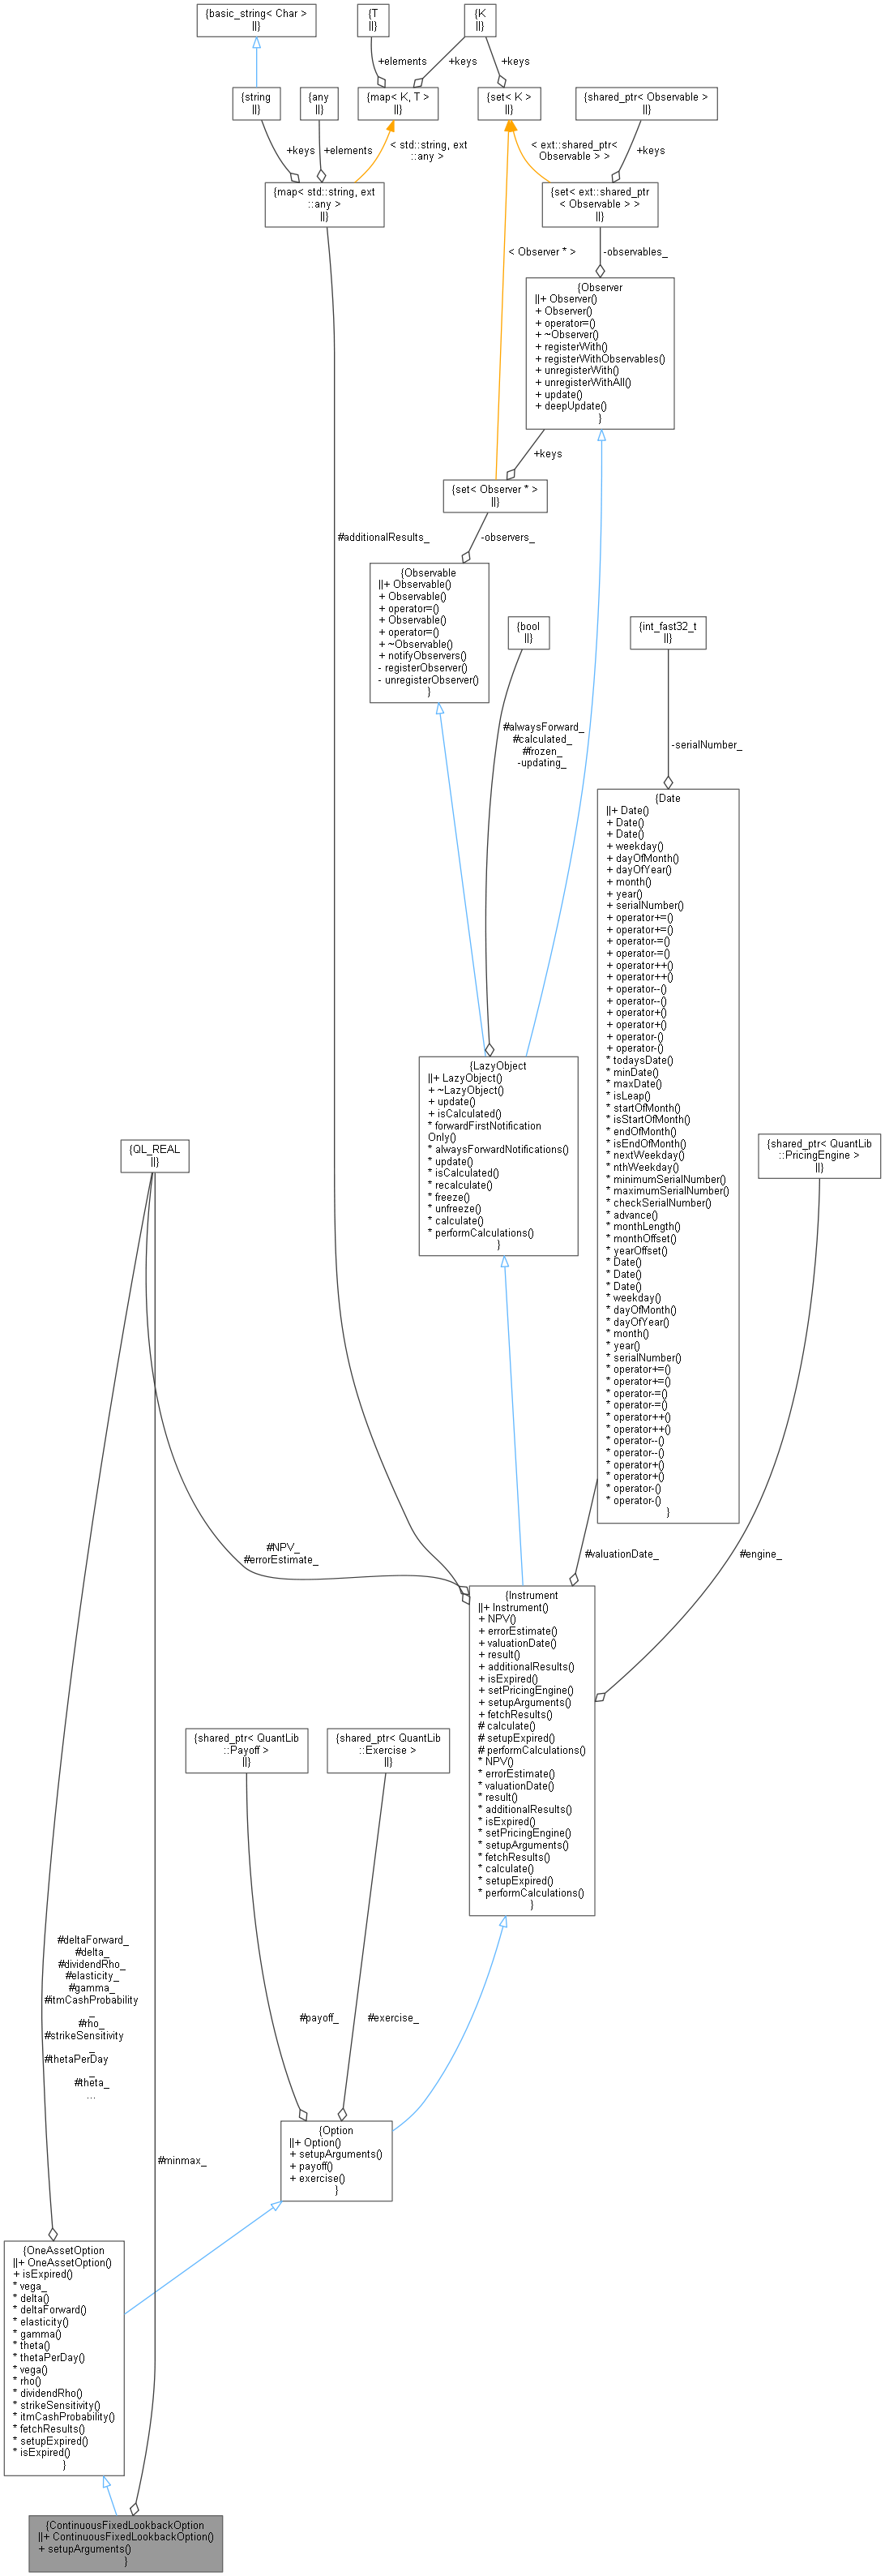 {basic_string< Char >
||}
{T
||}
{K
||}
+elements
+keys
+keys
{string
||}
{any
||}
{map< K, T >
||}
{set< K >
||}
{shared_ptr< Observable >
||}
+keys
+elements
< std::string, ext
::any >
< ext::shared_ptr<
Observable > >
+keys
{map< std::string, ext
::any >
||}
{set< ext::shared_ptr
< Observable > >
||}
< Observer * >
-observables_
{Observer
||+ Observer()
+ Observer()
+ operator=()
+ ~Observer()
+ registerWith()
+ registerWithObservables()
+ unregisterWith()
+ unregisterWithAll()
+ update()
+ deepUpdate()
}
+keys
{set< Observer * >
||}
#additionalResults_
-observers_
{Observable
||+ Observable()
+ Observable()
+ operator=()
+ Observable()
+ operator=()
+ ~Observable()
+ notifyObservers()
- registerObserver()
- unregisterObserver()
}
{bool
||}
{int_fast32_t
||}
#alwaysForward_
#calculated_
#frozen_
-updating_
-serialNumber_
{Date
||+ Date()
+ Date()
+ Date()
+ weekday()
+ dayOfMonth()
+ dayOfYear()
+ month()
+ year()
+ serialNumber()
+ operator+=()
+ operator+=()
+ operator-=()
+ operator-=()
+ operator++()
+ operator++()
+ operator--()
+ operator--()
+ operator+()
+ operator+()
+ operator-()
+ operator-()
* todaysDate()
* minDate()
* maxDate()
* isLeap()
* startOfMonth()
* isStartOfMonth()
* endOfMonth()
* isEndOfMonth()
* nextWeekday()
* nthWeekday()
* minimumSerialNumber()
* maximumSerialNumber()
* checkSerialNumber()
* advance()
* monthLength()
* monthOffset()
* yearOffset()
* Date()
* Date()
* Date()
* weekday()
* dayOfMonth()
* dayOfYear()
* month()
* year()
* serialNumber()
* operator+=()
* operator+=()
* operator-=()
* operator-=()
* operator++()
* operator++()
* operator--()
* operator--()
* operator+()
* operator+()
* operator-()
* operator-()
}
{LazyObject
||+ LazyObject()
+ ~LazyObject()
+ update()
+ isCalculated()
* forwardFirstNotification
Only()
* alwaysForwardNotifications()
* update()
* isCalculated()
* recalculate()
* freeze()
* unfreeze()
* calculate()
* performCalculations()
}
{QL_REAL
||}
{shared_ptr< QuantLib
::PricingEngine >
||}
#NPV_
#errorEstimate_
#valuationDate_
#engine_
{Instrument
||+ Instrument()
+ NPV()
+ errorEstimate()
+ valuationDate()
+ result()
+ additionalResults()
+ isExpired()
+ setPricingEngine()
+ setupArguments()
+ fetchResults()
# calculate()
# setupExpired()
# performCalculations()
* NPV()
* errorEstimate()
* valuationDate()
* result()
* additionalResults()
* isExpired()
* setPricingEngine()
* setupArguments()
* fetchResults()
* calculate()
* setupExpired()
* performCalculations()
}
{shared_ptr< QuantLib
::Payoff >
||}
{shared_ptr< QuantLib
::Exercise >
||}
#deltaForward_
#delta_
#dividendRho_
#elasticity_
#gamma_
#itmCashProbability
_
#rho_
#strikeSensitivity
_
#thetaPerDay
_
#theta_
...
#payoff_
#exercise_
{Option
||+ Option()
+ setupArguments()
+ payoff()
+ exercise()
}
#minmax_
{OneAssetOption
||+ OneAssetOption()
+ isExpired()
* vega_
* delta()
* deltaForward()
* elasticity()
* gamma()
* theta()
* thetaPerDay()
* vega()
* rho()
* dividendRho()
* strikeSensitivity()
* itmCashProbability()
* fetchResults()
* setupExpired()
* isExpired()
}
{ContinuousFixedLookbackOption
||+ ContinuousFixedLookbackOption()
+ setupArguments()
}